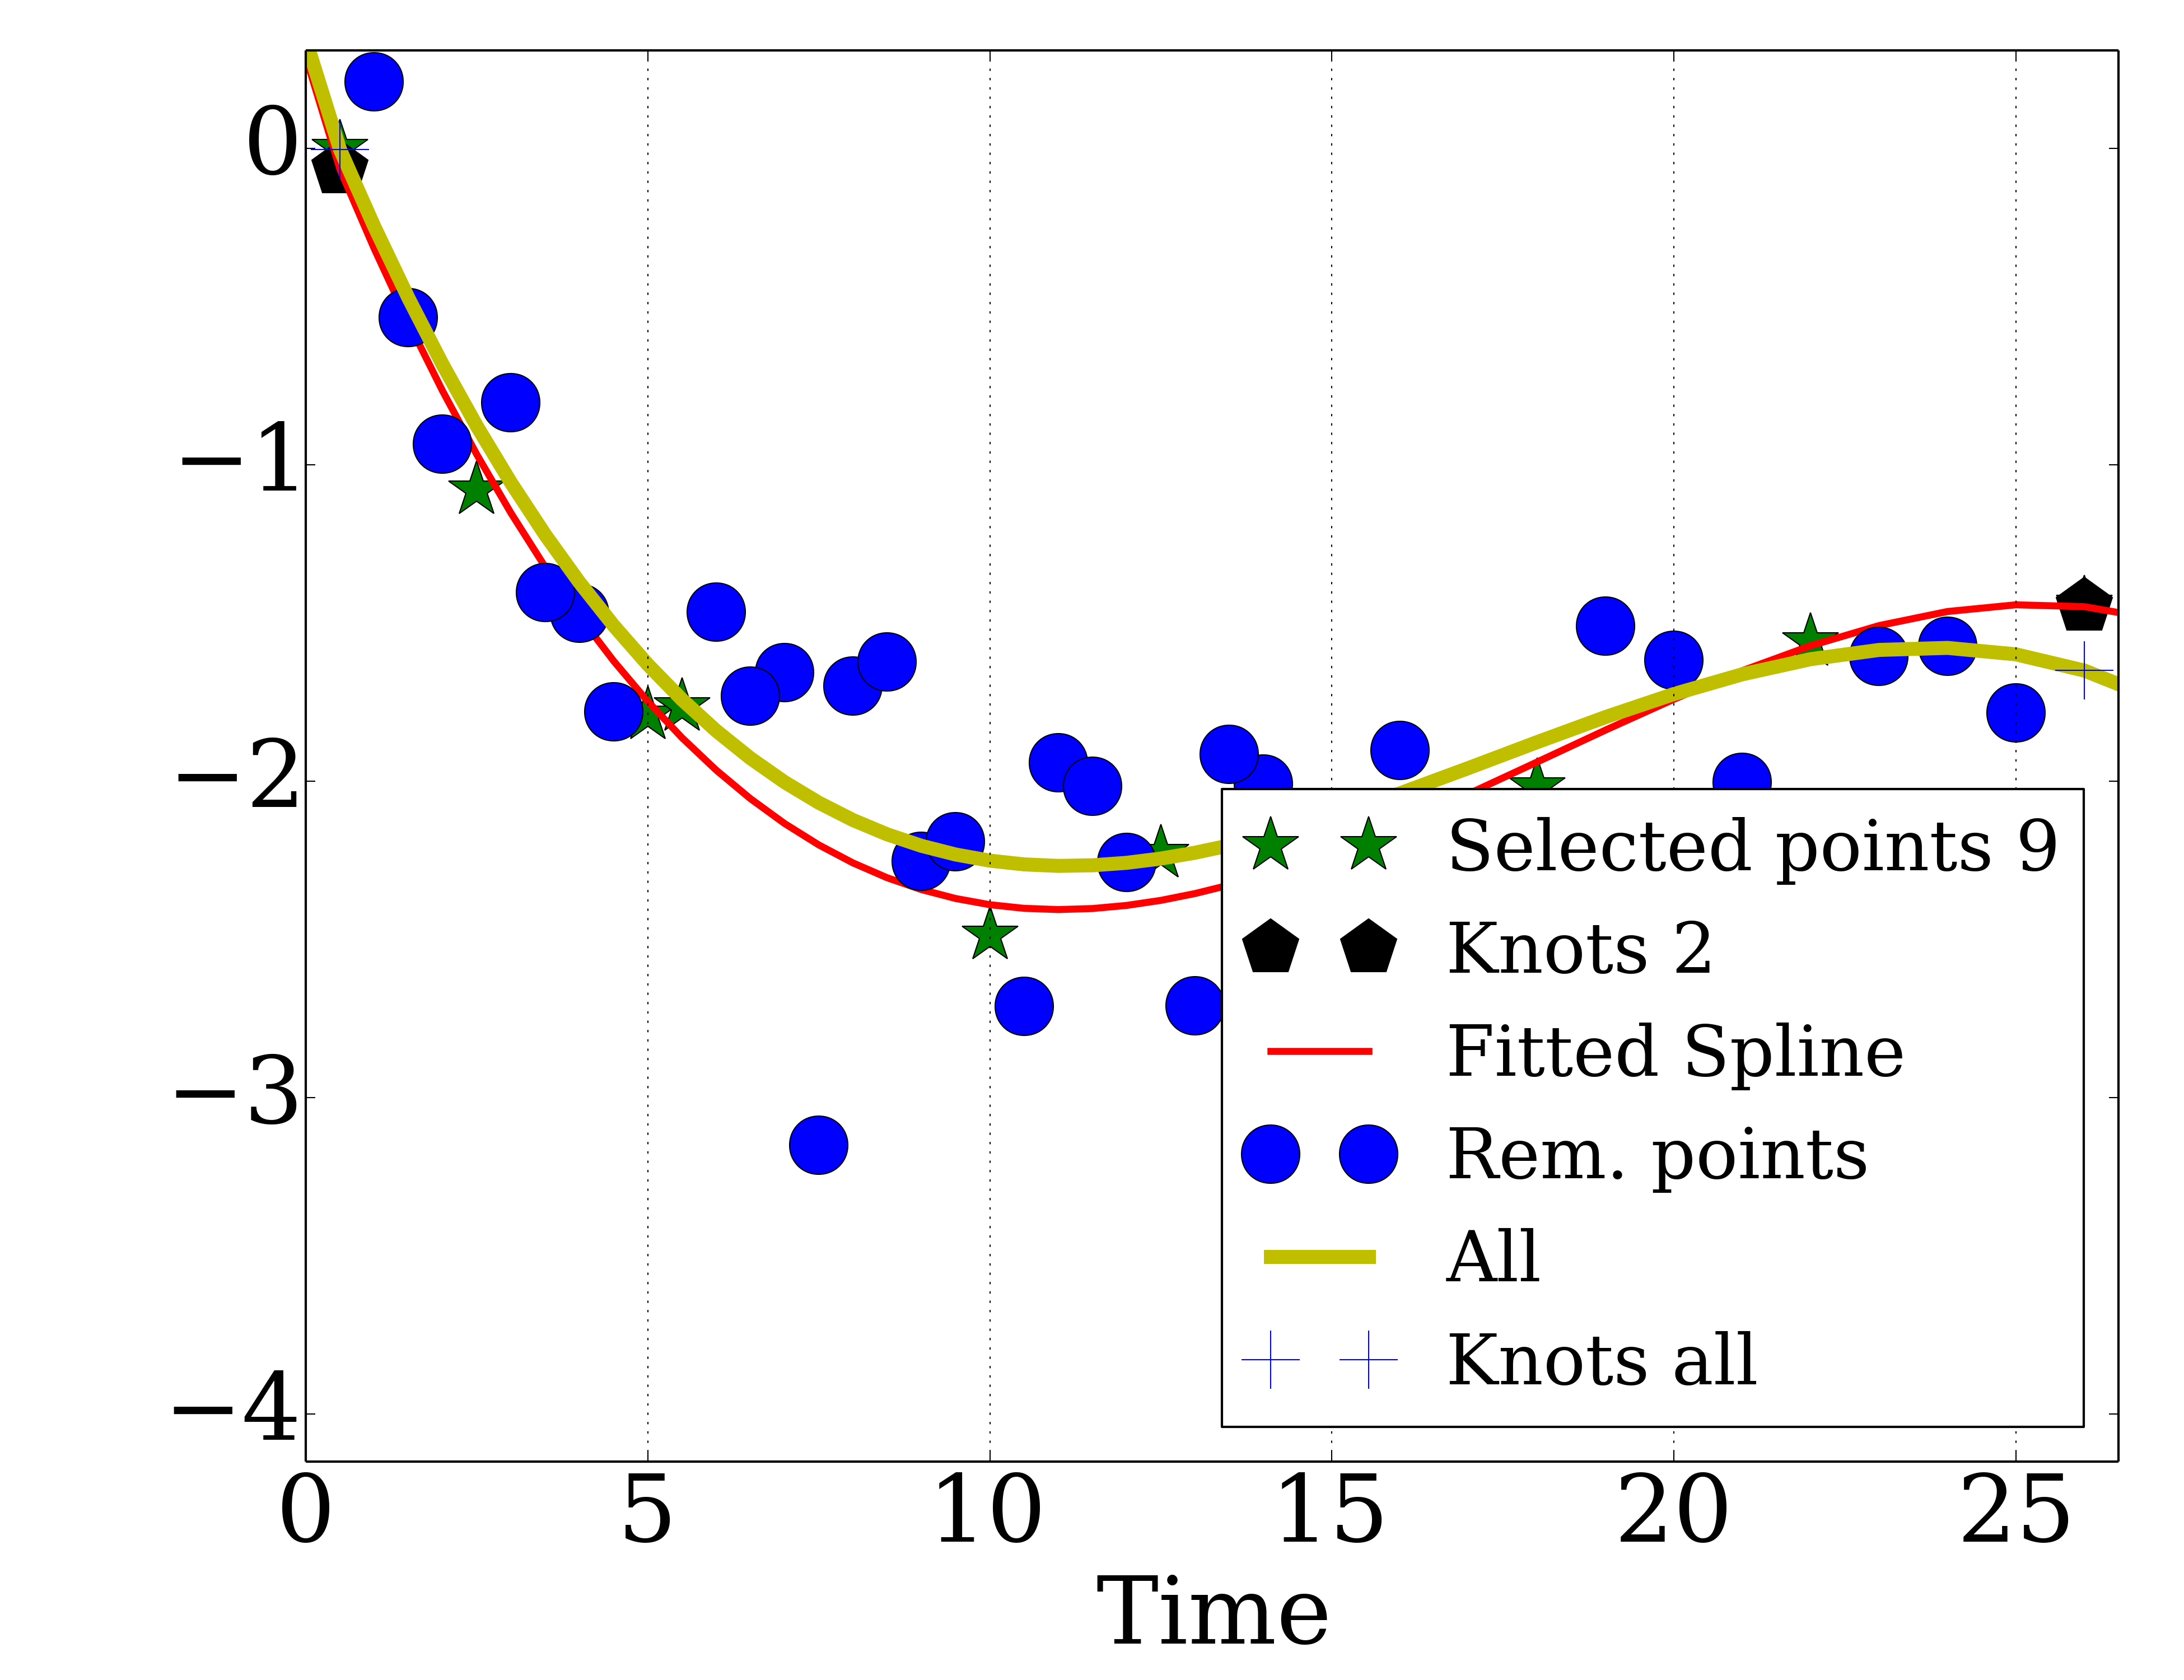 0
−1
−2
−3
−4
Selected points 9
Knots 2
Fitted Spline
Rem. points
All
Knots all
0 5 10 15 20 25
Time